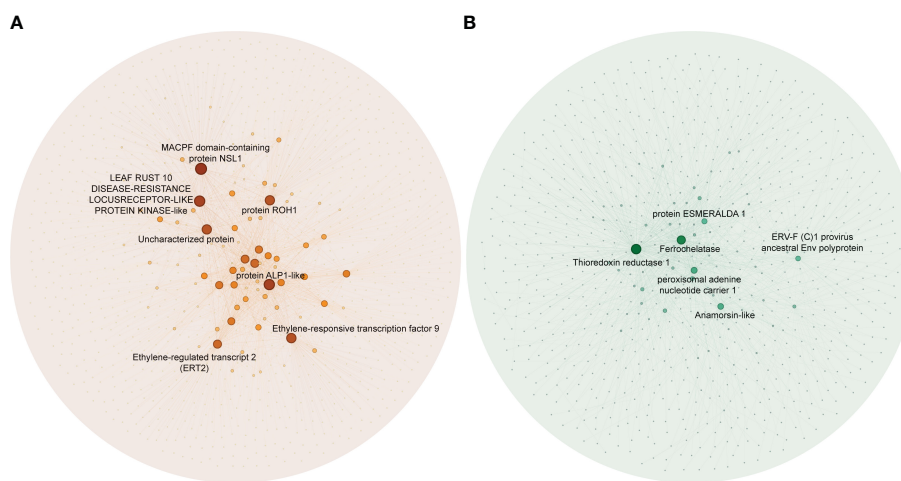 A
MACPF domain-containing
protein NSL1
LEAF RUST 10
DISEASE-RESISTANCE
LOCUSRECEPTOR-LIKE
PROTEIN KINASE-like
protein ROH1
Uncharacterized protein
protein ALP1-like
Ethylene-responsive transcription factor 9
Ethylene-regulated transcript 2
(ERT2)
B
protein ESMERALDA 1
Ferrochelatase
ERV-F (C)1 provirus
ancestral Env polyprotein
Thioredoxin reductase 1
peroxisomal adenine
nucleotide carrier 1
Anamorsin-like